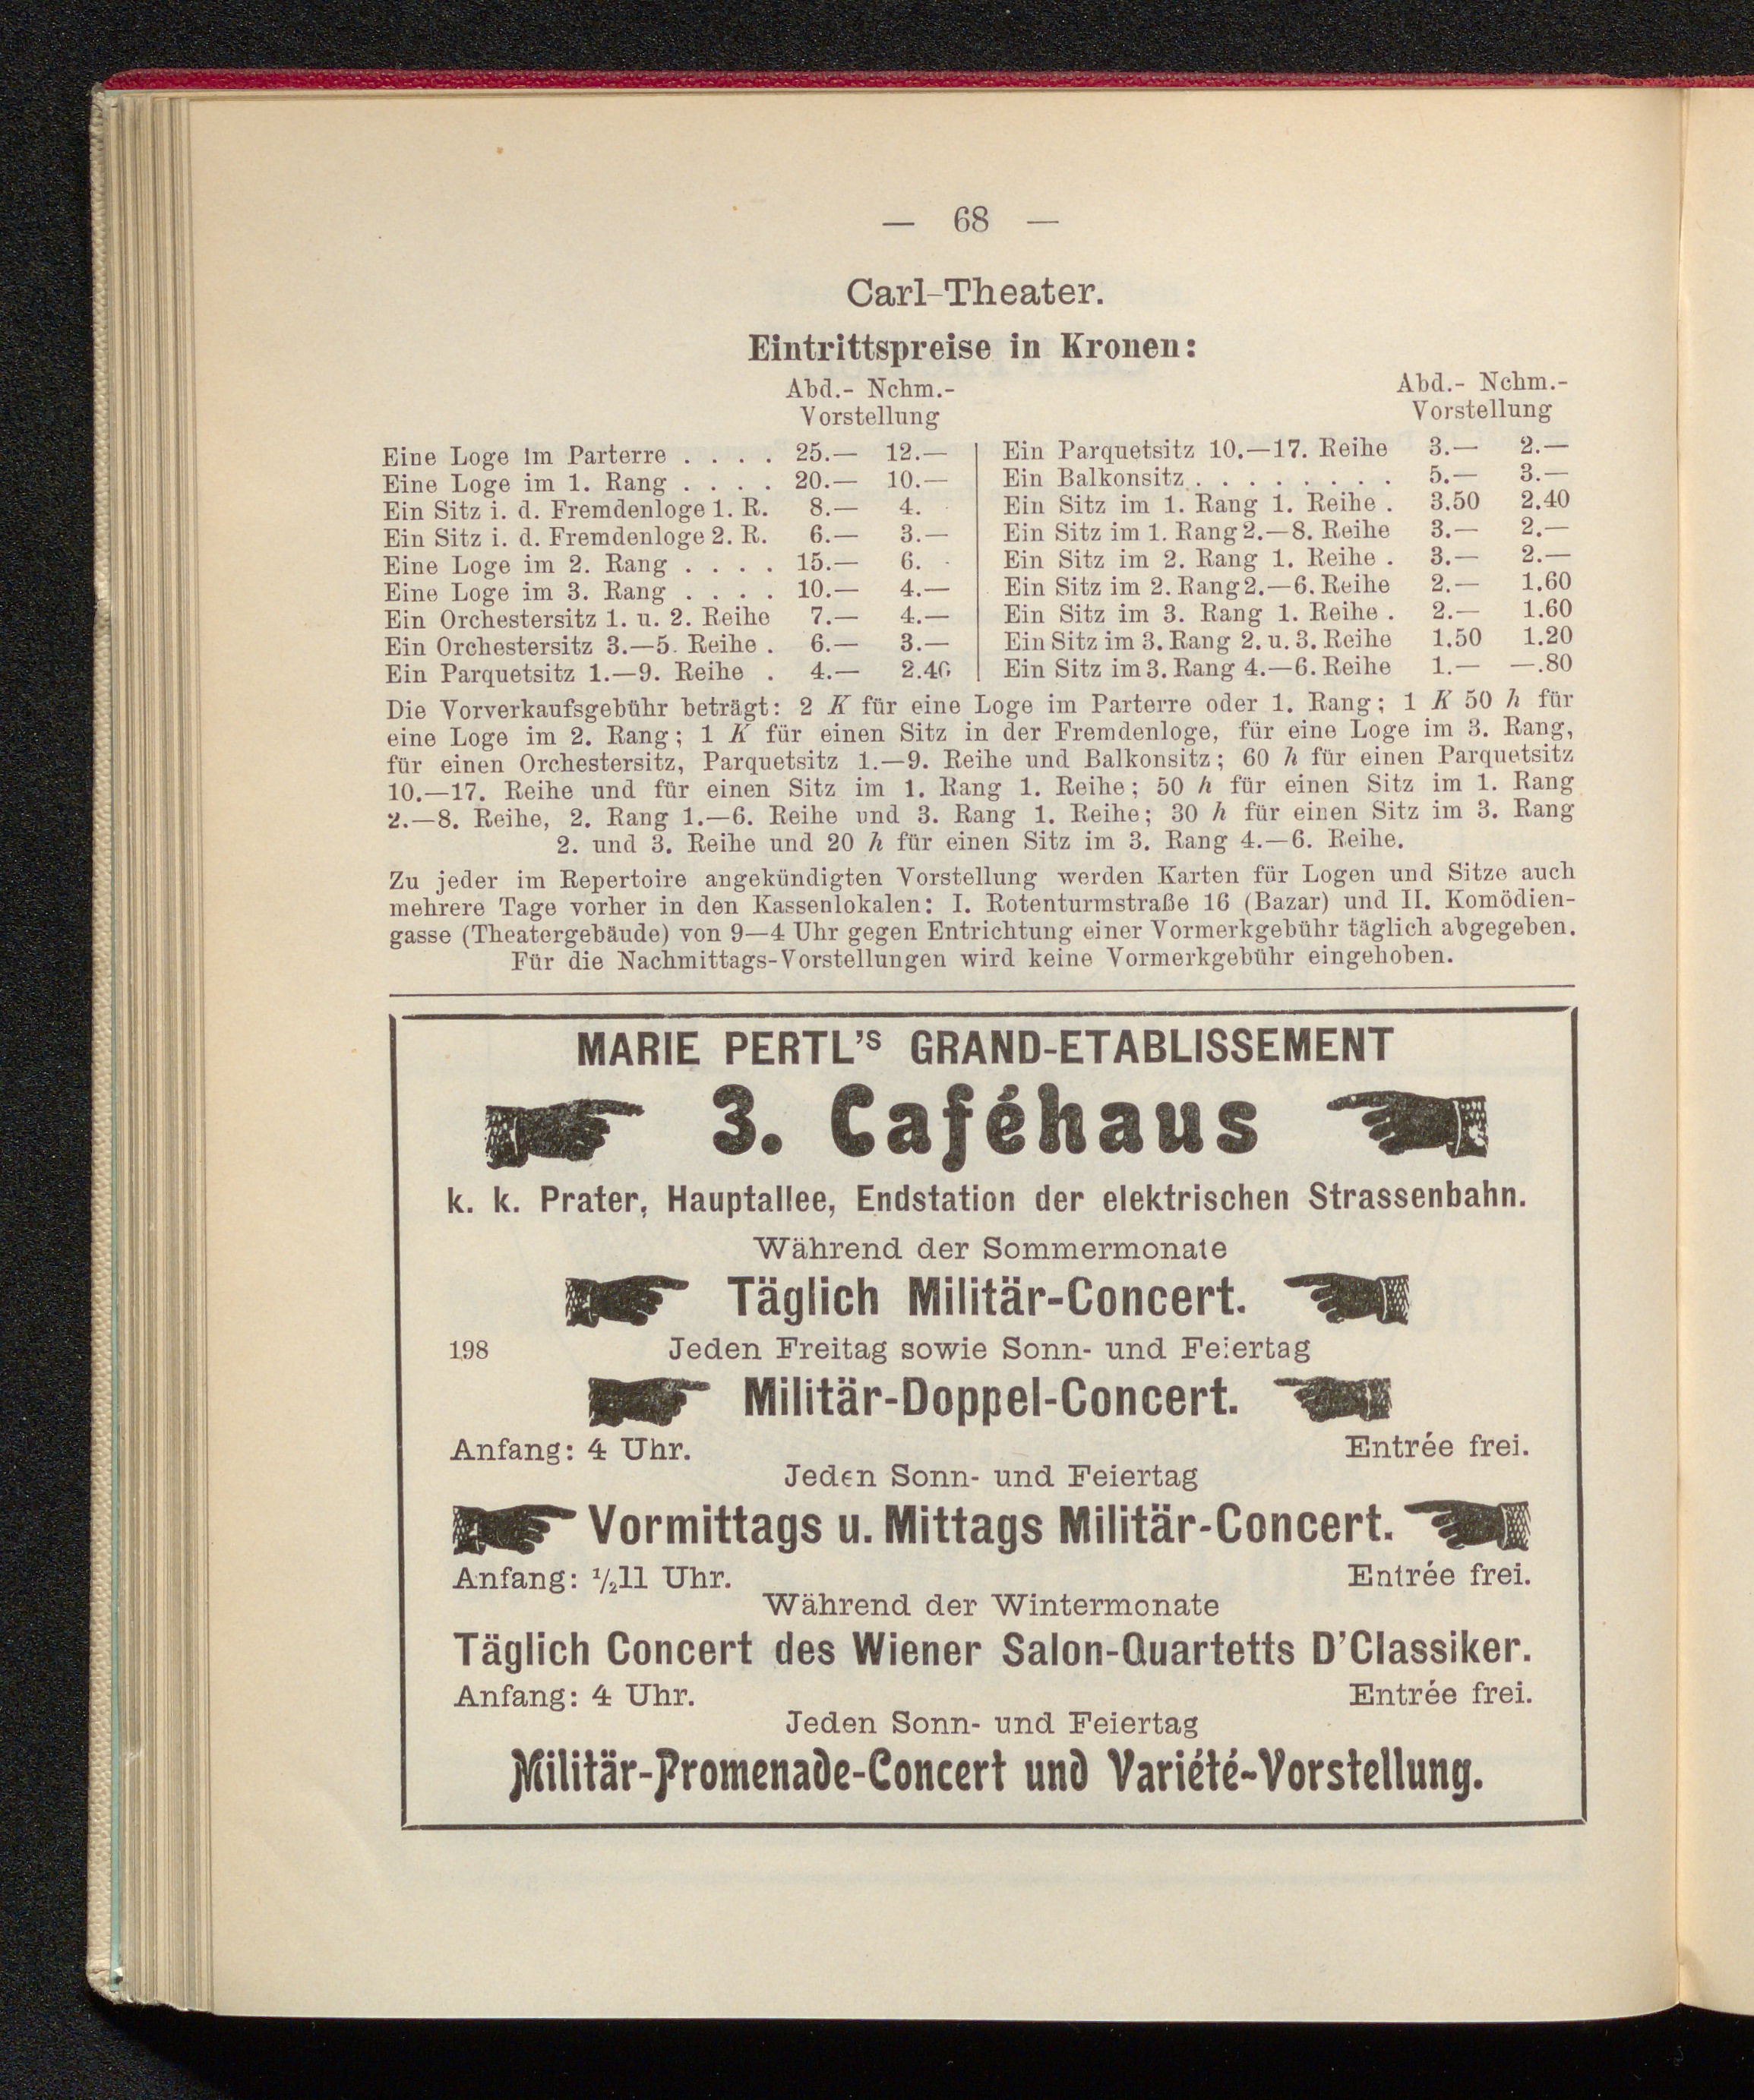 — 68 —
Carl-Theater.
Eintrittspreise in Kronen:
Abd.- Nchm.-
Vorstellung
Eine Loge im Parterre . . . . 25.— 12.—
Eine Loge im 1. Rang . . . . 20.— 10.—
Ein Sitz i. d. Fremdenloge 1. R. 8.— 4.
Ein Sitz i. d. Fremdenloge 2. R. 6.— 3.—
Eine Loge im 2. Rang . . . . 15.— 6.
Eine Loge im 3. Rang . . . . 10.— 4.—
Ein Orchestersitz 1. u. 2. Reihe 7.— 4.—
Ein Orchestersitz 3.—5. Reihe . 6.— 3.—
Ein Parquetsitz 1.—9. Reihe . 4.— 2.40
Abd.- Nchm.-
Vorstellung
Ein Parquetsitz 10.—17. Reihe 3.— 2.—
Ein Balkonsitz . . . . . . . . 5.— 3.—
Ein Sitz im 1. Rang 1. Reihe . 3.50 2.40
Ein Sitz im 1. Rang 2.—8. Reihe 3.— 2.—
Ein Sitz im 2. Rang 1. Reihe . 3.— 2.—
Ein Sitz im 2. Rang 2.—6. Reihe 2.— 1.60
Ein Sitz im 3. Rang 1. Reihe . 2.— 1.60
Ein Sitz im 3. Rang 2. u. 3. Reihe 1.50 1.20
Ein Sitz im 3. Rang 4.—6. Reihe 1.— —.80
Die Vorverkaufsgebühr beträgt: 2 K für eine Loge im Parterre oder 1. Rang; 1 K 50 h für
eine Loge im 2. Rang; 1 K für einen Sitz in der Fremdenloge, für eine Loge im 3. Rang,
für einen Orchestersitz, Parquetsitz 1.—9. Reihe und Balkonsitz; 60 h für einen Parquetsitz
10.—17. Reihe und für einen Sitz im 1. Rang 1. Reihe; 50 h für einen Sitz im 1. Rang
2.—8. Reihe, 2. Rang 1.—6. Reihe und 3. Rang 1. Reihe; 30 h für einen Sitz im 3. Rang
2. und 3. Reihe und 20 h für einen Sitz im 3. Rang 4.—6. Reihe.
Zu jeder im Repertoire angekündigten Vorstellung werden Karten für Logen und Sitze auch
mehrere Tage vorher in den Kassenlokalen: I. Rotenturmstraße 16 (Bazar) und II. Komödien-
gasse (Theatergebäude) von 9—4 Uhr gegen Entrichtung einer Vormerkgebühr täglich abgegeben.
Für die Nachmittags-Vorstellungen wird keine Vormerkgebühr eingehoben.
MARIE PERTL'S GRAND-ETABLISSEMENT
3. Caféhaus
k. k. Prater, Hauptallee, Endstation der elektrischen Strassenbahn.
Während der Sommermonate
Täglich Militär-Concert.
198 Jeden Freitag sowie Sonn- und Feiertag
Militär-Doppel-Concert.
Anfang: 4 Uhr. Entrée frei.
Jeden Sonn- und Feiertag
Vormittags u. Mittags Militär-Concert.
Anfang: 1/2 11 Uhr. Entrée frei.
Während der Wintermonate
Täglich Concert des Wiener Salon-Quartetts D'Classiker.
Anfang: 4 Uhr. Entrée frei.
Jeden Sonn- und Feiertag
Militär-Promenade-Concert und Variété-Vorstellung.